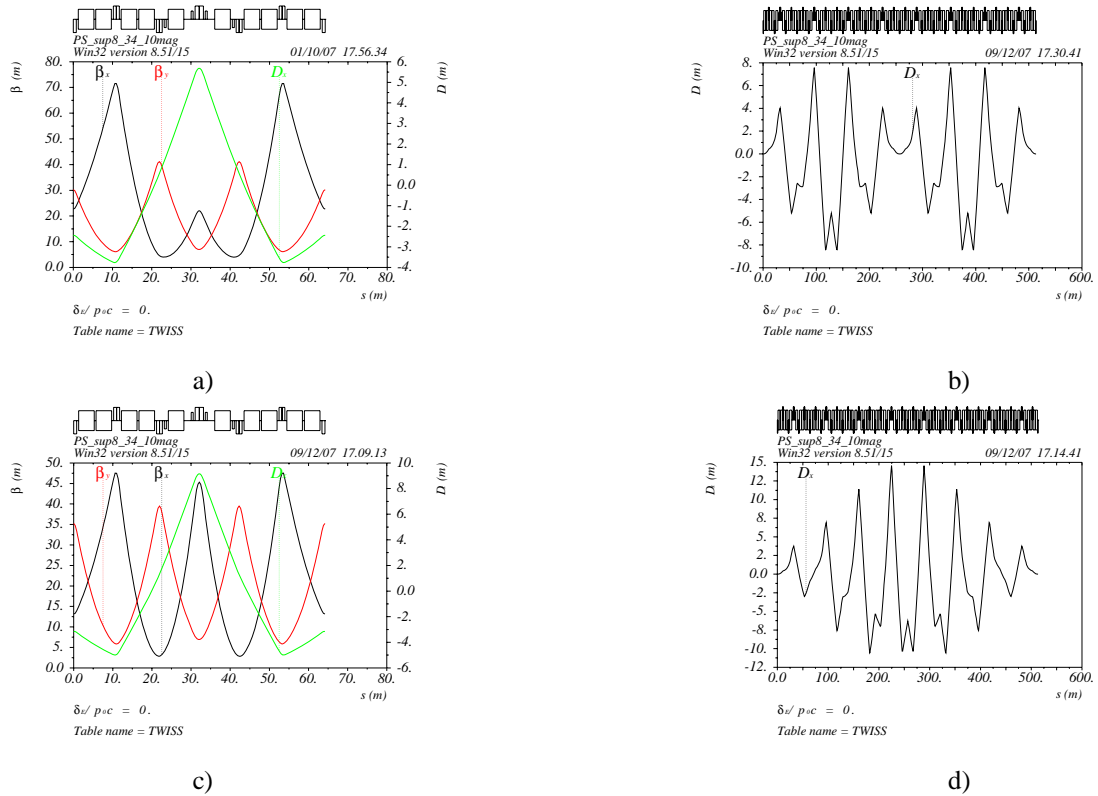 PS_sup8_34_10mag
Win32 version 8.51/15 01/10/07 17.56.34
β (m)
D (m)
80.
70.
60.
50.
40.
30.
20.
10.
0.0
βx βy Dx
6.
5.
4.
3.
2.
1.
0.0
-1.
-2.
-3.
-4.
0.0 10. 20. 30. 40. 50. 60. 70. 80.
s (m)
δE/ p₀c = 0.
Table name = TWISS
a)
PS_sup8_34_10mag
Win32 version 8.51/15 09/12/07 17.30.41
D (m)
8.
6.
4.
2.
0.0
-2.
-4.
-6.
-8.
-10.
Dx
0.0 100. 200. 300. 400. 500. 600.
s (m)
δE/ p₀c = 0.
Table name = TWISS
b)
PS_sup8_34_10mag
Win32 version 8.51/15 09/12/07 17.09.13
β (m)
D (m)
50.
45.
40.
35.
30.
25.
20.
15.
10.
5.
0.0
βy βx D
10.
8.
6.
4.
2.
0.0
-2.
-4.
-6.
0.0 10. 20. 30. 40. 50. 60. 70. 80.
s (m)
δE/ p₀c = 0.
Table name = TWISS
c)
PS_sup8_34_10mag
Win32 version 8.51/15 09/12/07 17.14.41
D (m)
15.
12.
10.
8.
5.
2.
0.0
-2.
-5.
-8.
-10.
-12.
Dx
0.0 100. 200. 300. 400. 500. 600.
s (m)
δE/ p₀c = 0.
Table name = TWISS
d)